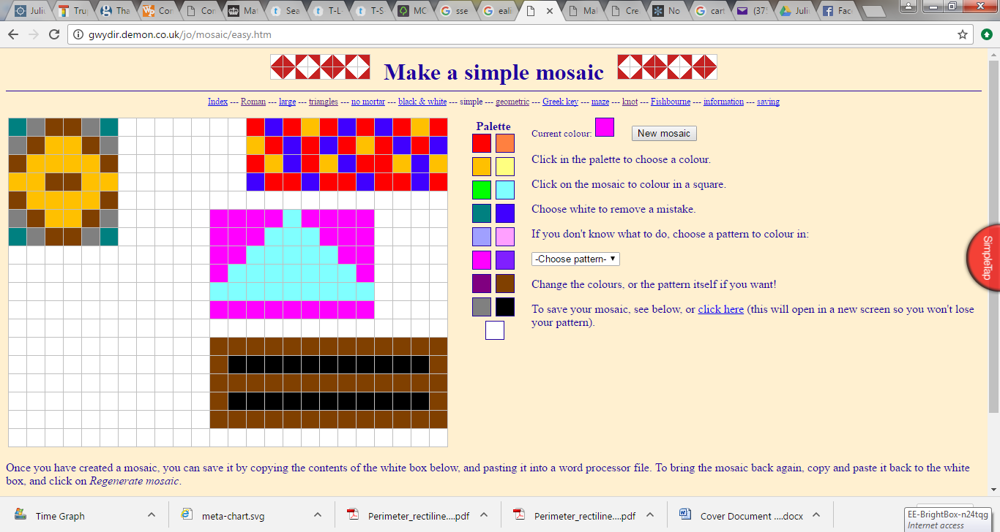 Juli
Tru
Tha
Con
Con
Mat
Sea
T-L-
T-S
MC
sse
eali
Mal
Cre
No
cart
(37
Juli
Fac
gwydir.demon.co.uk/jo/mosaic/easy.htm
Make a simple mosaic
Index --- Roman --- large --- triangles --- no mortar --- black & white --- simple --- geometric --- Greek key --- maze --- knot --- Fishbourne --- information --- saving
Palette
Current colour:
New mosaic
Click in the palette to choose a colour.
Click on the mosaic to colour in a square.
Choose white to remove a mistake.
If you don't know what to do, choose a pattern to colour in:
-Choose pattern-
Change the colours, or the pattern itself if you want!
To save your mosaic, see below, or click here (this will open in a new screen so you won't lose
your pattern).
SimpleTap
Once you have created a mosaic, you can save it by copying the contents of the white box below, and pasting it into a word processor file. To bring the mosaic back again, copy and paste it back to the white
box, and click on Regenerate mosaic.
Time Graph
meta-chart.svg
Perimeter_rectiline....pdf
Perimeter_rectiline....pdf
Cover Document ....docx
EE-BrightBox-n24tqg
Internet access